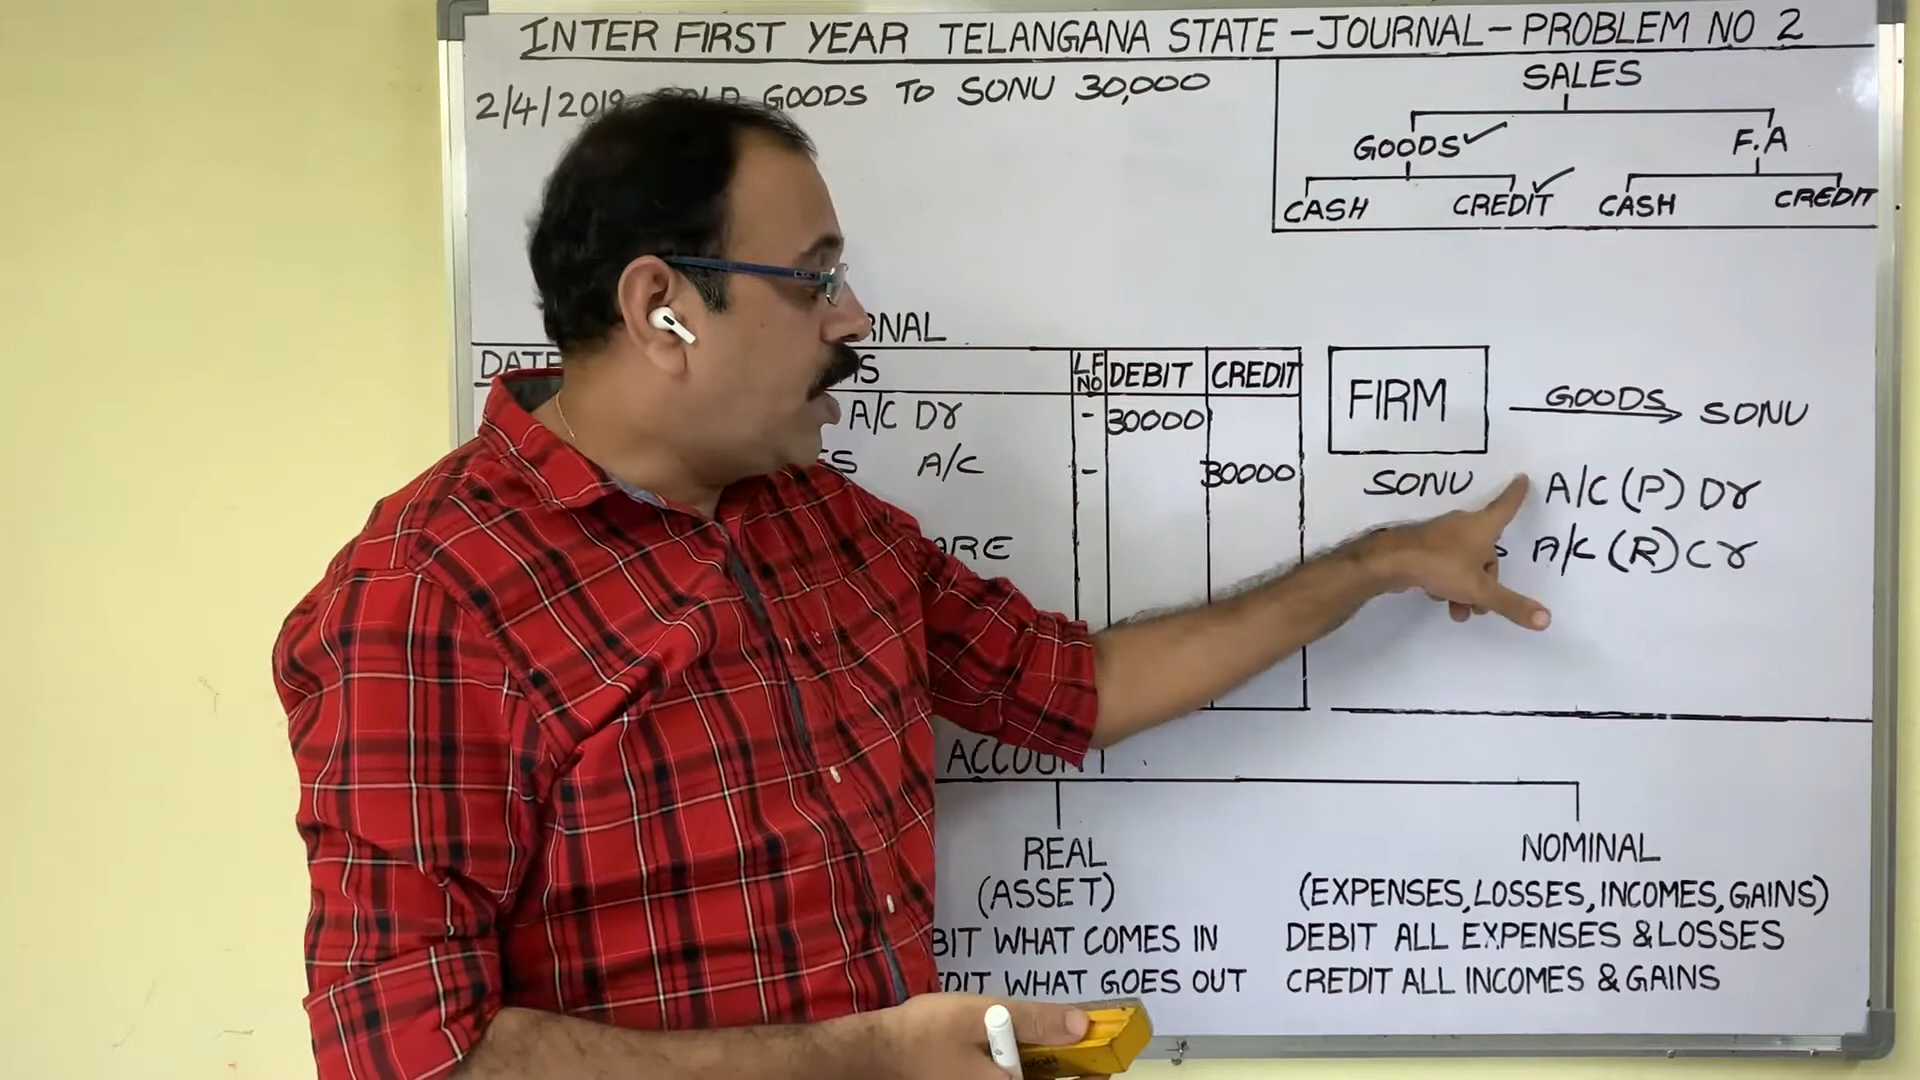 INTER FIRST YEAR TELANGANA STATE - JOURNAL - PROBLEM NO 2
2/4/2019 SOLD GOODS TO SONU 30,000
SALES
GOODS✓ F.A
CASH CREDIT✓ CASH CREDIT
RNAL
DATE S LF NO DEBIT CREDIT
A/C Dr - 30000
ES A/C - 30000
ARE
FIRM GOODS SONU
SONU A/C (P) Dr
A/C (R) Cr
ACCOUNT
REAL NOMINAL
(ASSET) (EXPENSES, LOSSES, INCOMES, GAINS)
BIT WHAT COMES IN DEBIT ALL EXPENSES & LOSSES
EDIT WHAT GOES OUT CREDIT ALL INCOMES & GAINS